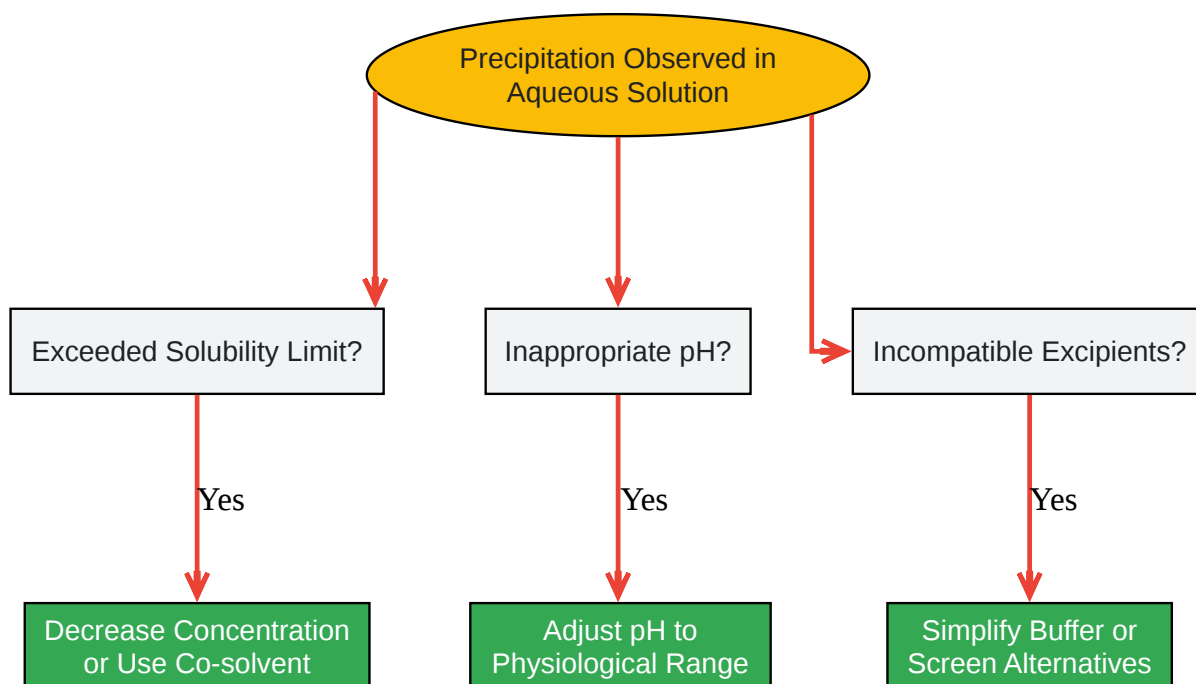 Precipitation Observed in
Aqueous Solution
Exceeded Solubility Limit?
Inappropriate pH?
Incompatible Excipients?
Yes
Yes
Yes
Decrease Concentration
or Use Co-solvent
Adjust pH to
Physiological Range
Simplify Buffer or
Screen Alternatives